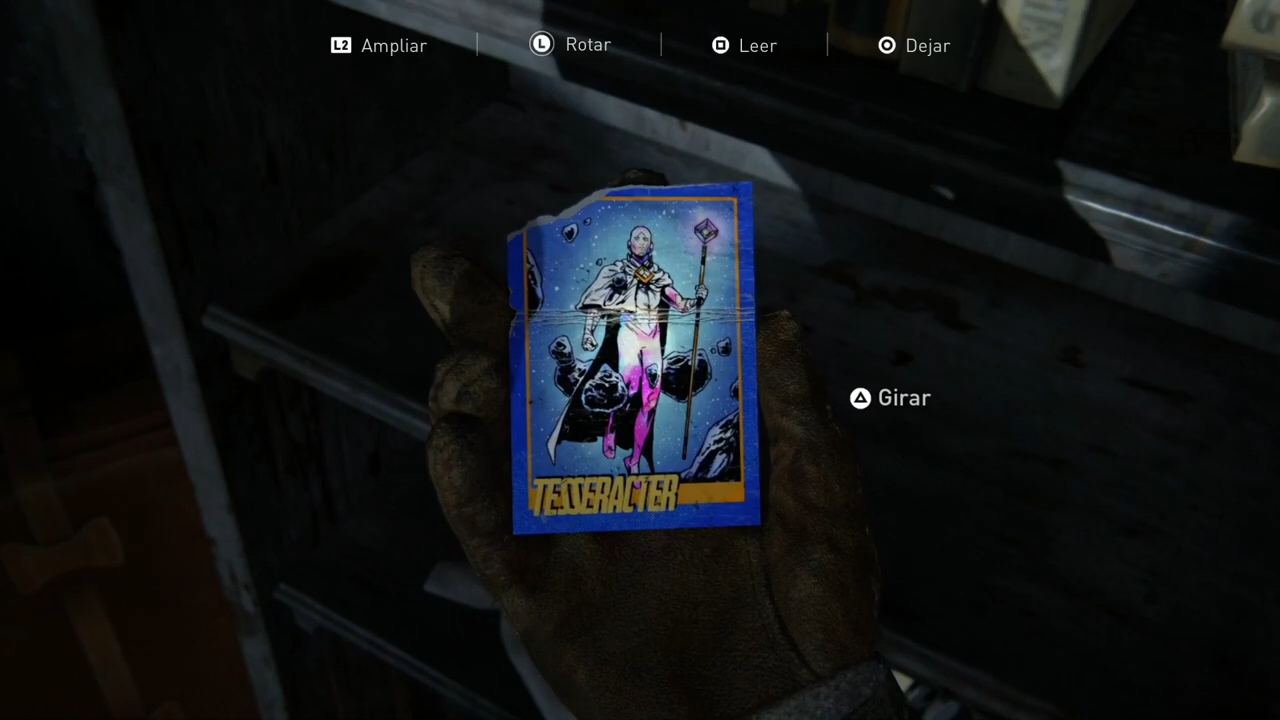 L2 Ampliar
L Rotar
Leer
Dejar
Girar
TESSERACTER